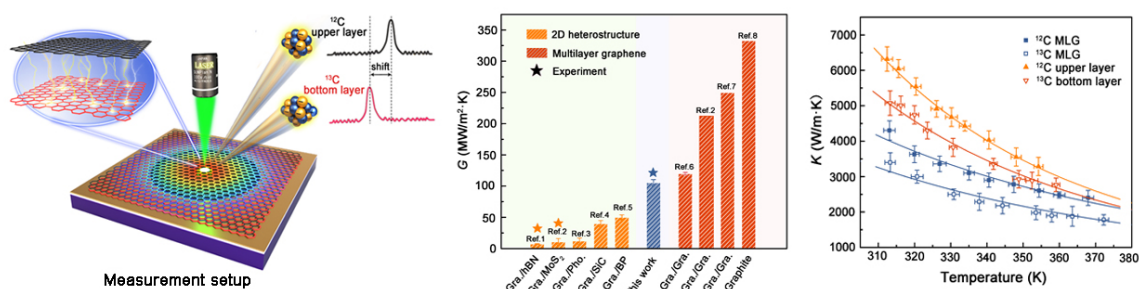 ¹²C
upper layer
shift
¹³C
bottom layer
LASER
Measurement setup
G (MW/m²·K)
350
300
250
200
150
100
50
0
2D heterostructure
Multilayer graphene
Experiment
Ref.1
Ref.2
Ref.3
Ref.4
Ref.5
Ref.6
Ref.2
Ref.7
Ref.8
Gra./hBN
Gra./MoS₂
Gra./Pho.
Gra./SiC
Gra./BP
This work
Gra./Gra.
Gra./Gra.
Gra./Gra.
Graphite
K (W/m·K)
7000
6000
5000
4000
3000
2000
1000
¹²C MLG
¹³C MLG
¹²C upper layer
¹³C bottom layer
310 320 330 340 350 360 370 380
Temperature (K)